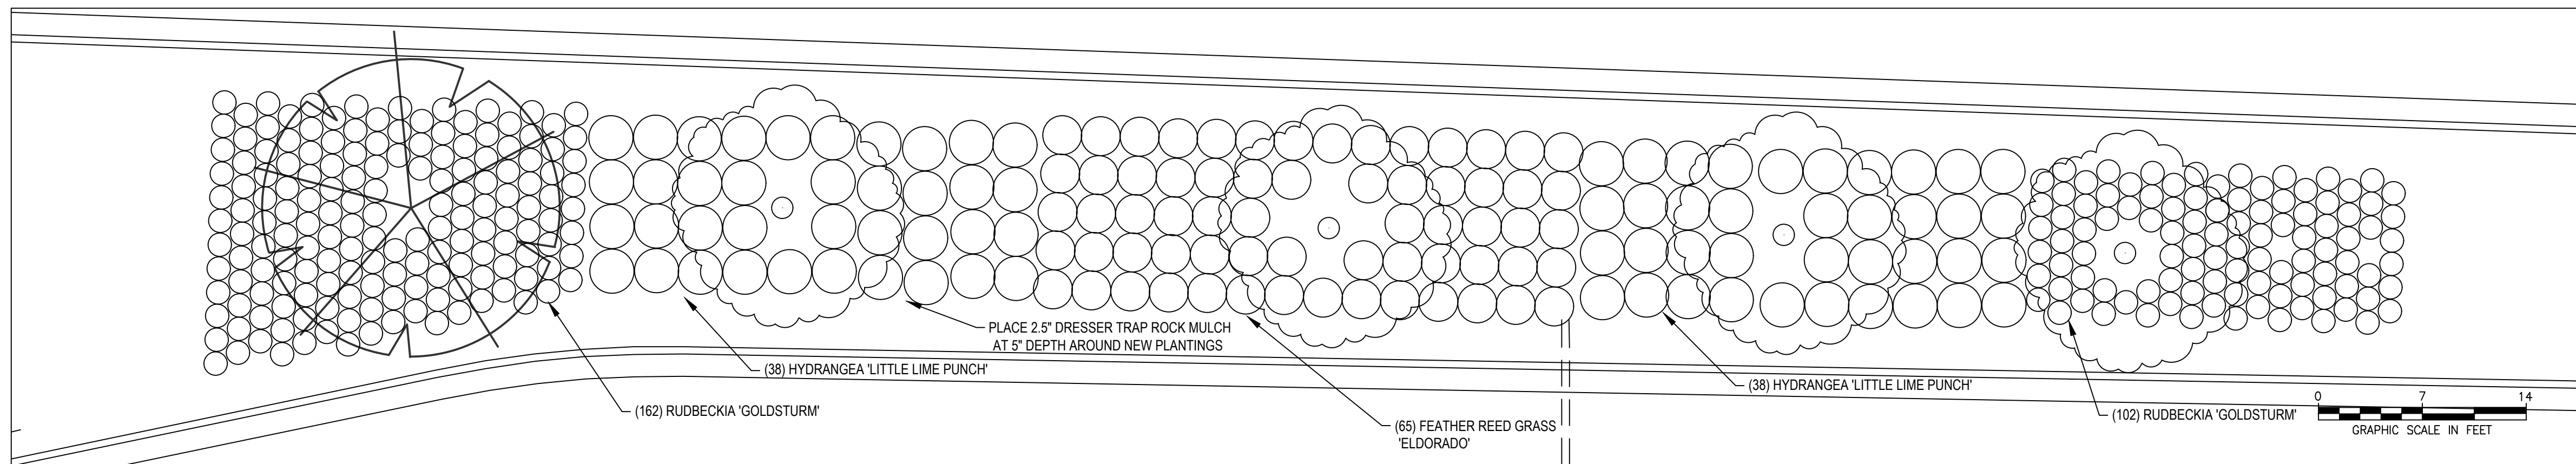 PLACE 2.5" DRESSER TRAP ROCK MULCH
AT 5" DEPTH AROUND NEW PLANTINGS
(38) HYDRANGEA 'LITTLE LIME PUNCH'
(162) RUDBECKIA 'GOLDSTURM'
(65) FEATHER REED GRASS
'ELDORADO'
(38) HYDRANGEA 'LITTLE LIME PUNCH'
(102) RUDBECKIA 'GOLDSTURM'
0 7 14
GRAPHIC SCALE IN FEET